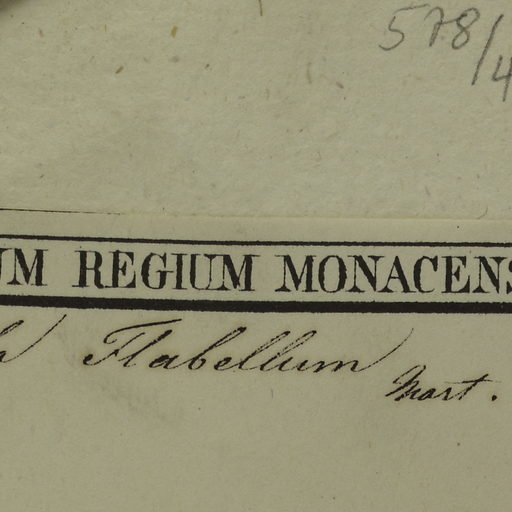 578/4
UM REGIUM MONACENS
Flabellum Mart.